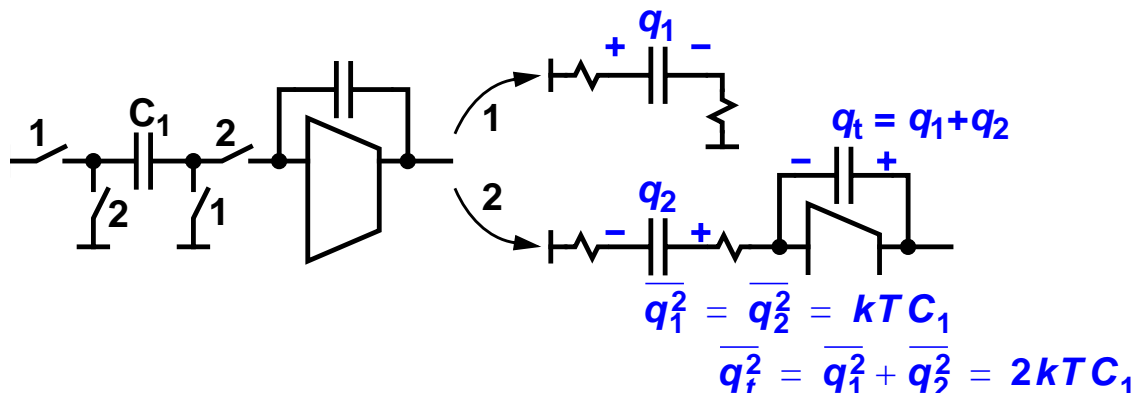 q₁
+ −
C₁
1 2
2 1
1
2
qₜ = q₁+q₂
− +
q₂
− +
q₁² = q₂² = kTC₁
qₜ² = q₁² + q₂² = 2kTC₁